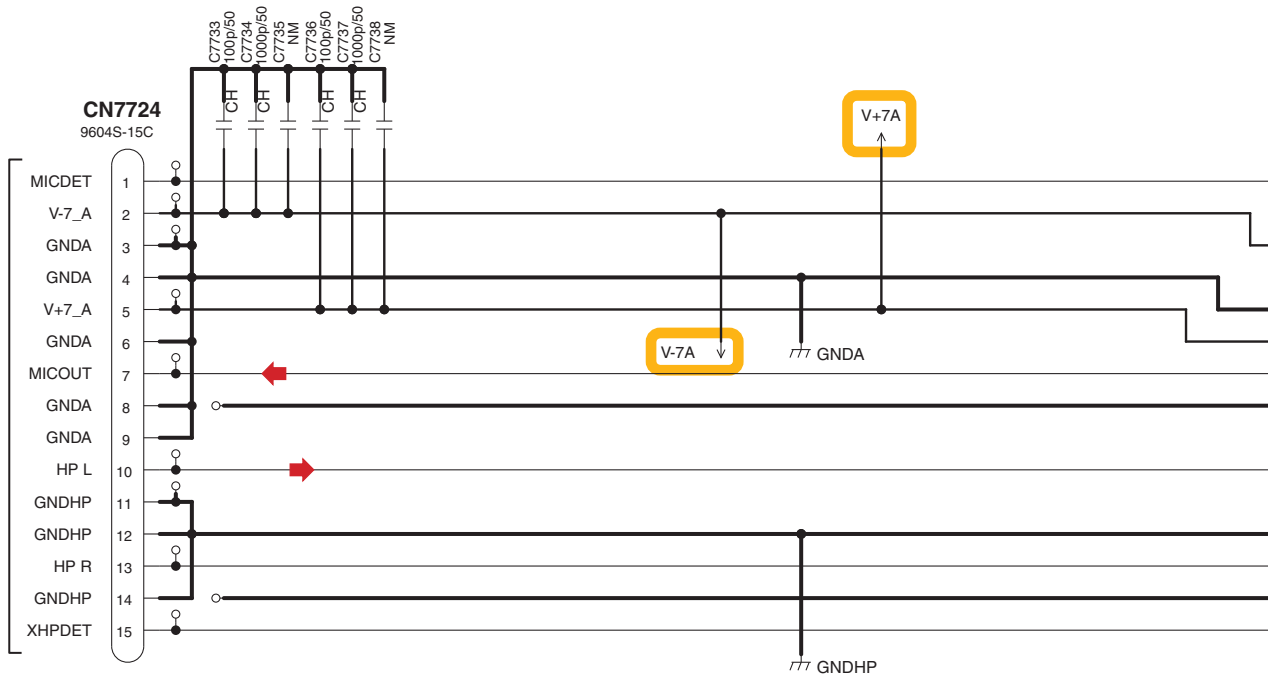 C7733
100p/50
C7734
1000p/50
C7735
NM
C7736
100p/50
C7737
1000p/50
C7738
NM
CH
CH
CH
CH
CN7724
9604S-15C
V+7A
MICDET 1
V-7_A 2
GNDA 3
GNDA 4
V+7_A 5
GNDA 6
V-7A
GNDA
MICOUT 7
GNDA 8
GNDA 9
HP L 10
GNDHP 11
GNDHP 12
HP R 13
GNDHP 14
XHPDET 15
GNDHP